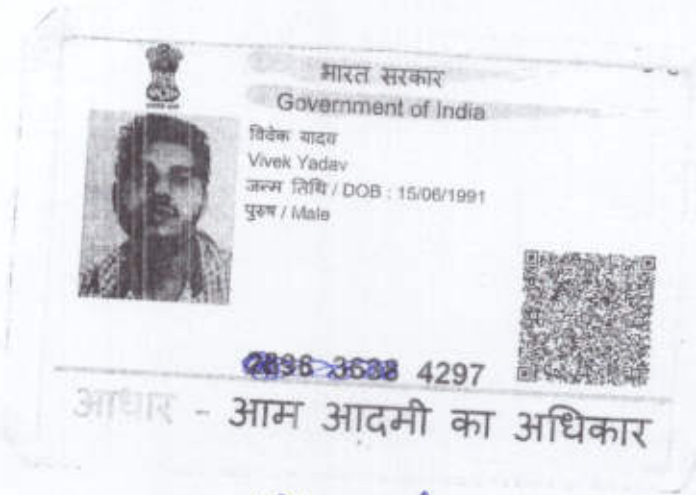 भारत सरकार
Government of India
विवेक यादव
Vivek Yadav
जन्म तिथि / DOB : 15/06/1991
पुरुष / Male
4297
आधार - आम आदमी का अधिकार